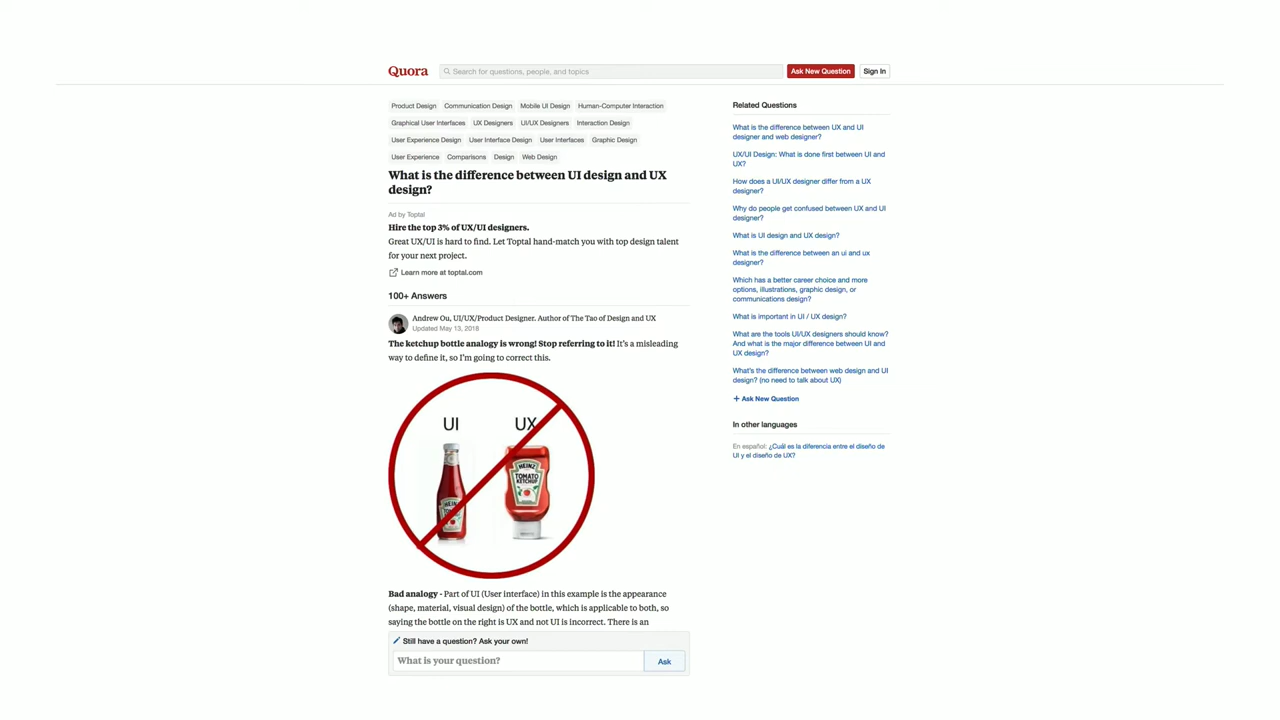 Quora
Search for questions, people, and topics
Ask New Question
Sign In
Product Design Communication Design Mobile UI Design Human-Computer Interaction
Graphical User Interfaces UX Designers UI/UX Designers Interaction Design
User Experience Design User Interface Design User Interfaces Graphic Design
User Experience Comparisons Design Web Design
What is the difference between UI design and UX
design?
Ad by Toptal
Hire the top 3% of UX/UI designers.
Great UX/UI is hard to find. Let Toptal hand-match you with top design talent
for your next project.
Learn more at toptal.com
100+ Answers
Andrew Ou, UI/UX/Product Designer. Author of The Tao of Design and UX
Updated May 13, 2018
The ketchup bottle analogy is wrong! Stop referring to it! It's a misleading
way to define it, so I'm going to correct this.
UI UX
HEINZ
TOMATO
KETCHUP
Bad analogy - Part of UI (User interface) in this example is the appearance
(shape, material, visual design) of the bottle, which is applicable to both, so
saying the bottle on the right is UX and not UI is incorrect. There is an
Still have a question? Ask your own!
What is your question?
Ask
Related Questions
What is the difference between UX and UI
designer and web designer?
UX/UI Design: What is done first between UI and
UX?
How does a UI/UX designer differ from a UX
designer?
Why do people get confused between UX and UI
designer?
What is UI design and UX design?
What is the difference between an ui and ux
designer?
Which has a better career choice and more
options, illustrations, graphic design, or
communications design?
What is important in UI / UX design?
What are the tools UI/UX designers should know?
And what is the major difference between UI and
UX design?
What's the difference between web design and UI
design? (no need to talk about UX)
+ Ask New Question
In other languages
En español: ¿Cuál es la diferencia entre el diseño de
UI y el diseño de UX?